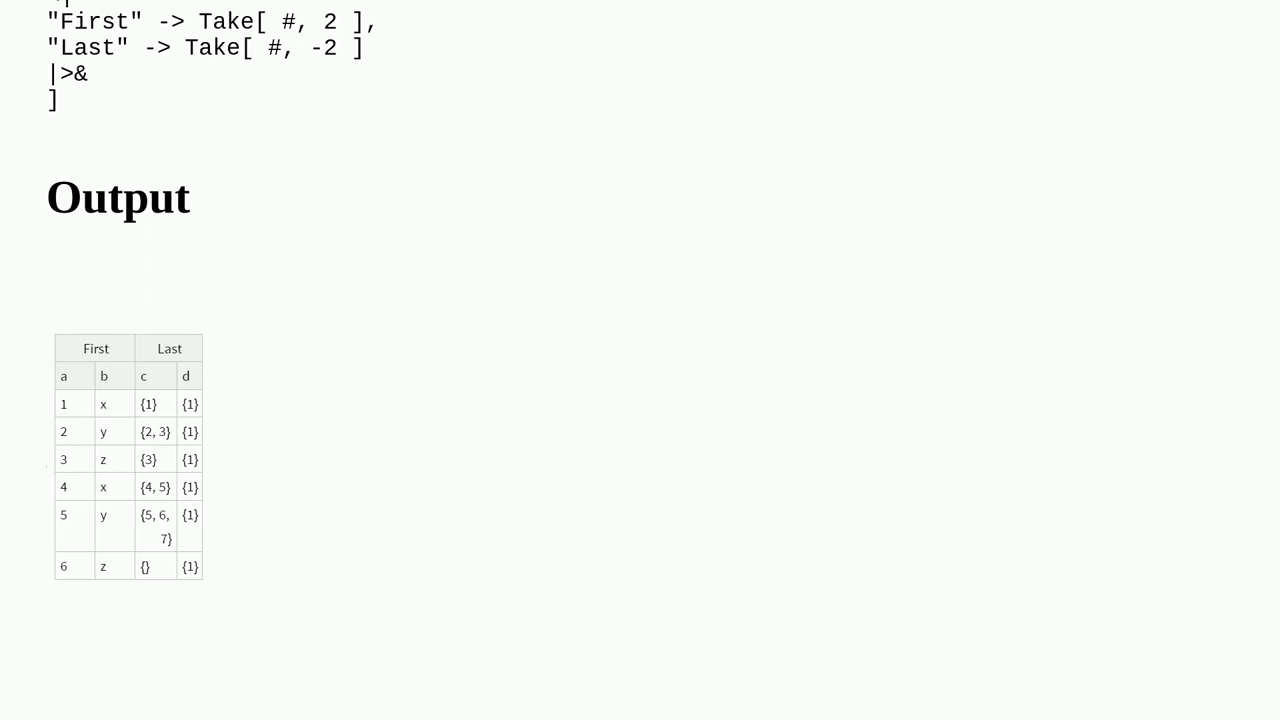 "First" -> Take[ #, 2 ],
"Last" -> Take[ #, -2 ]
|>&
]
Output
First Last
a b c d
1 x {1} {1}
2 y {2, 3} {1}
3 z {3} {1}
4 x {4, 5} {1}
5 y {5, 6, {1}
7}
6 z {} {1}